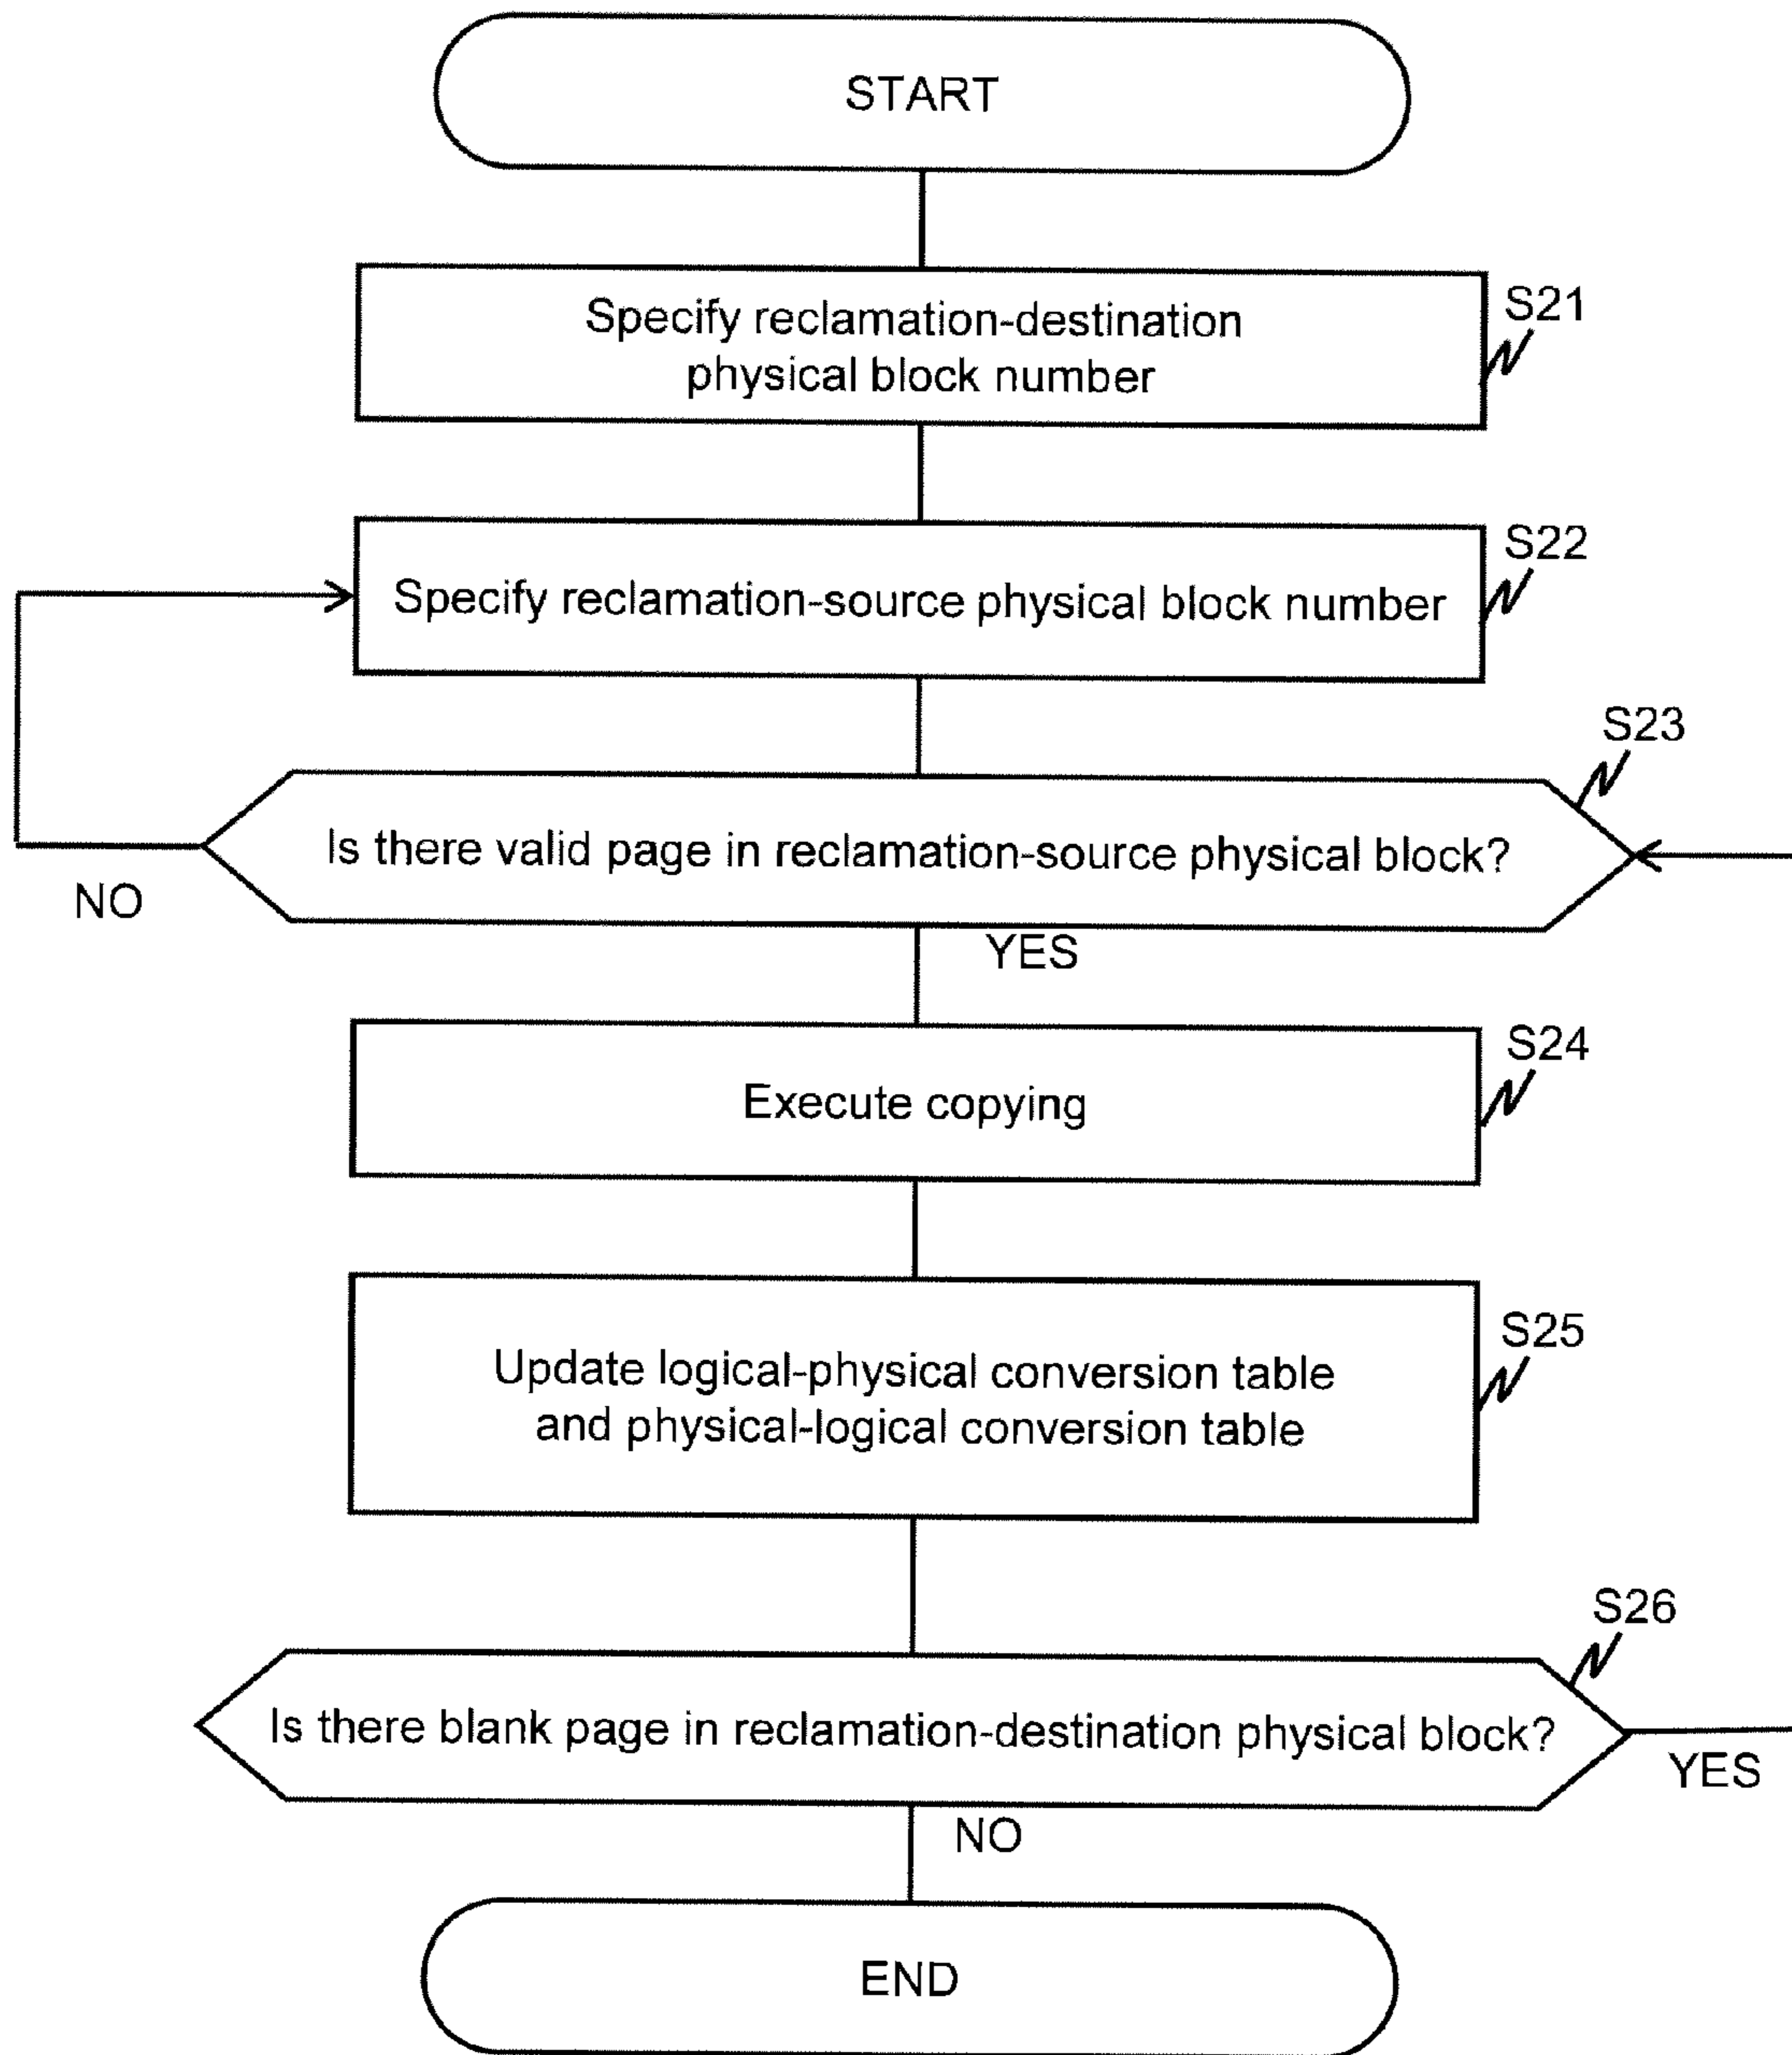 START
Specify reclamation-destination
physical block number
S21
Specify reclamation-source physical block number
S22
S23
Is there valid page in reclamation-source physical block?
NO
YES
Execute copying
S24
Update logical-physical conversion table
and physical-logical conversion table
S25
S26
Is there blank page in reclamation-destination physical block?
YES
NO
END